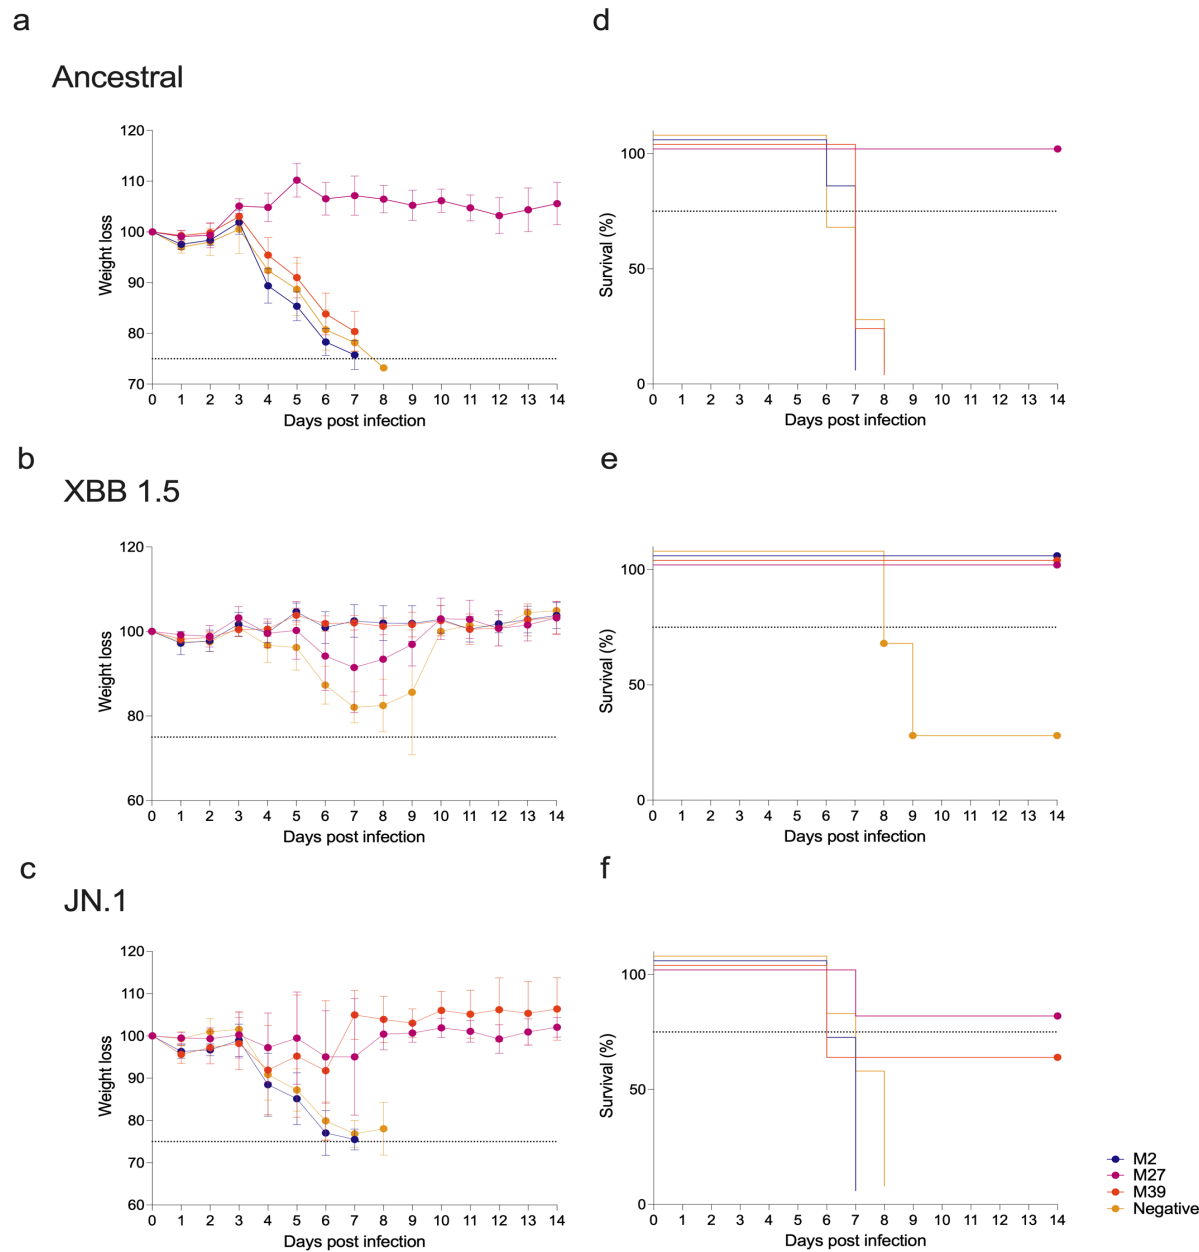 a
Ancestral
120
110
100
90
80
70
Weight loss
0 1 2 3 4 5 6 7 8 9 10 11 12 13 14
Days post infection
d
100
50
0
Survival (%)
0 1 2 3 4 5 6 7 8 9 10 11 12 13 14
Days post infection
b
XBB 1.5
120
100
80
60
Weight loss
0 1 2 3 4 5 6 7 8 9 10 11 12 13 14
Days post infection
e
100
50
0
Survival (%)
0 1 2 3 4 5 6 7 8 9 10 11 12 13 14
Days post infection
c
JN.1
120
110
100
90
80
70
60
Weight loss
0 1 2 3 4 5 6 7 8 9 10 11 12 13 14
Days post infection
f
100
50
0
Survival (%)
0 1 2 3 4 5 6 7 8 9 10 11 12 13 14
Days post infection
M2
M27
M39
Negative